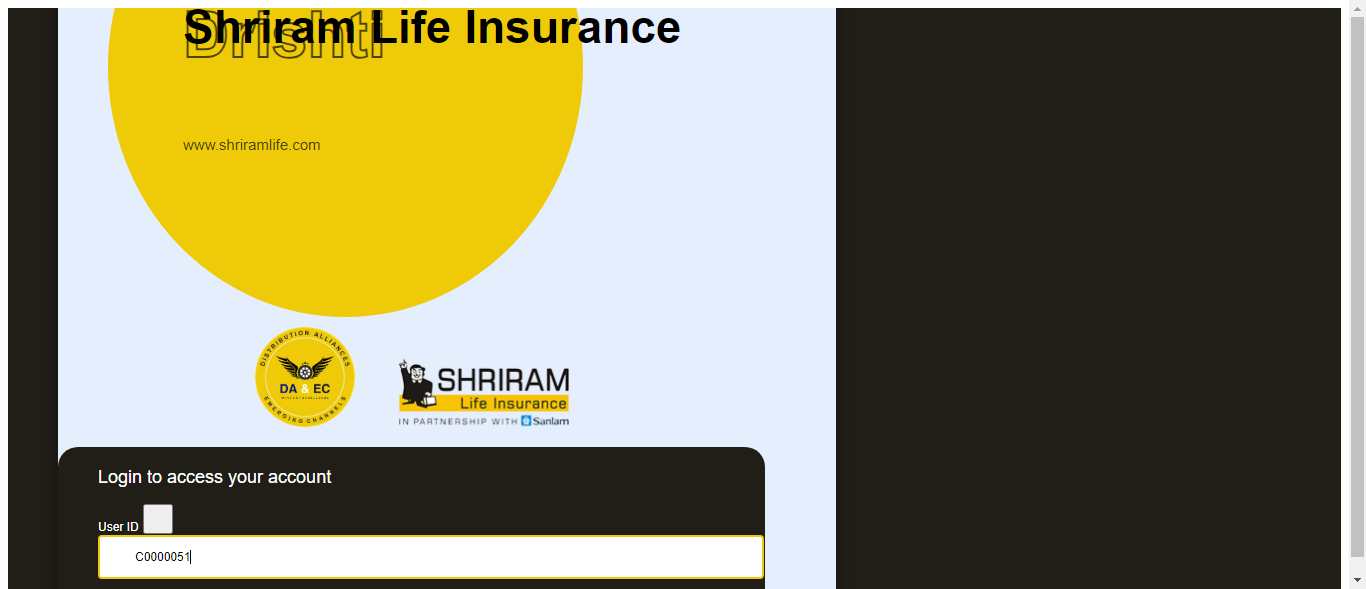 Drishti
Shriram Life Insurance
www.shriramlife.com
DISTRIBUTION ALLIANCES
DA & EC
EMERGING CHANNELS
SHRIRAM
Life Insurance
IN PARTNERSHIP WITH Sanlam
Login to access your account
User ID
C0000051